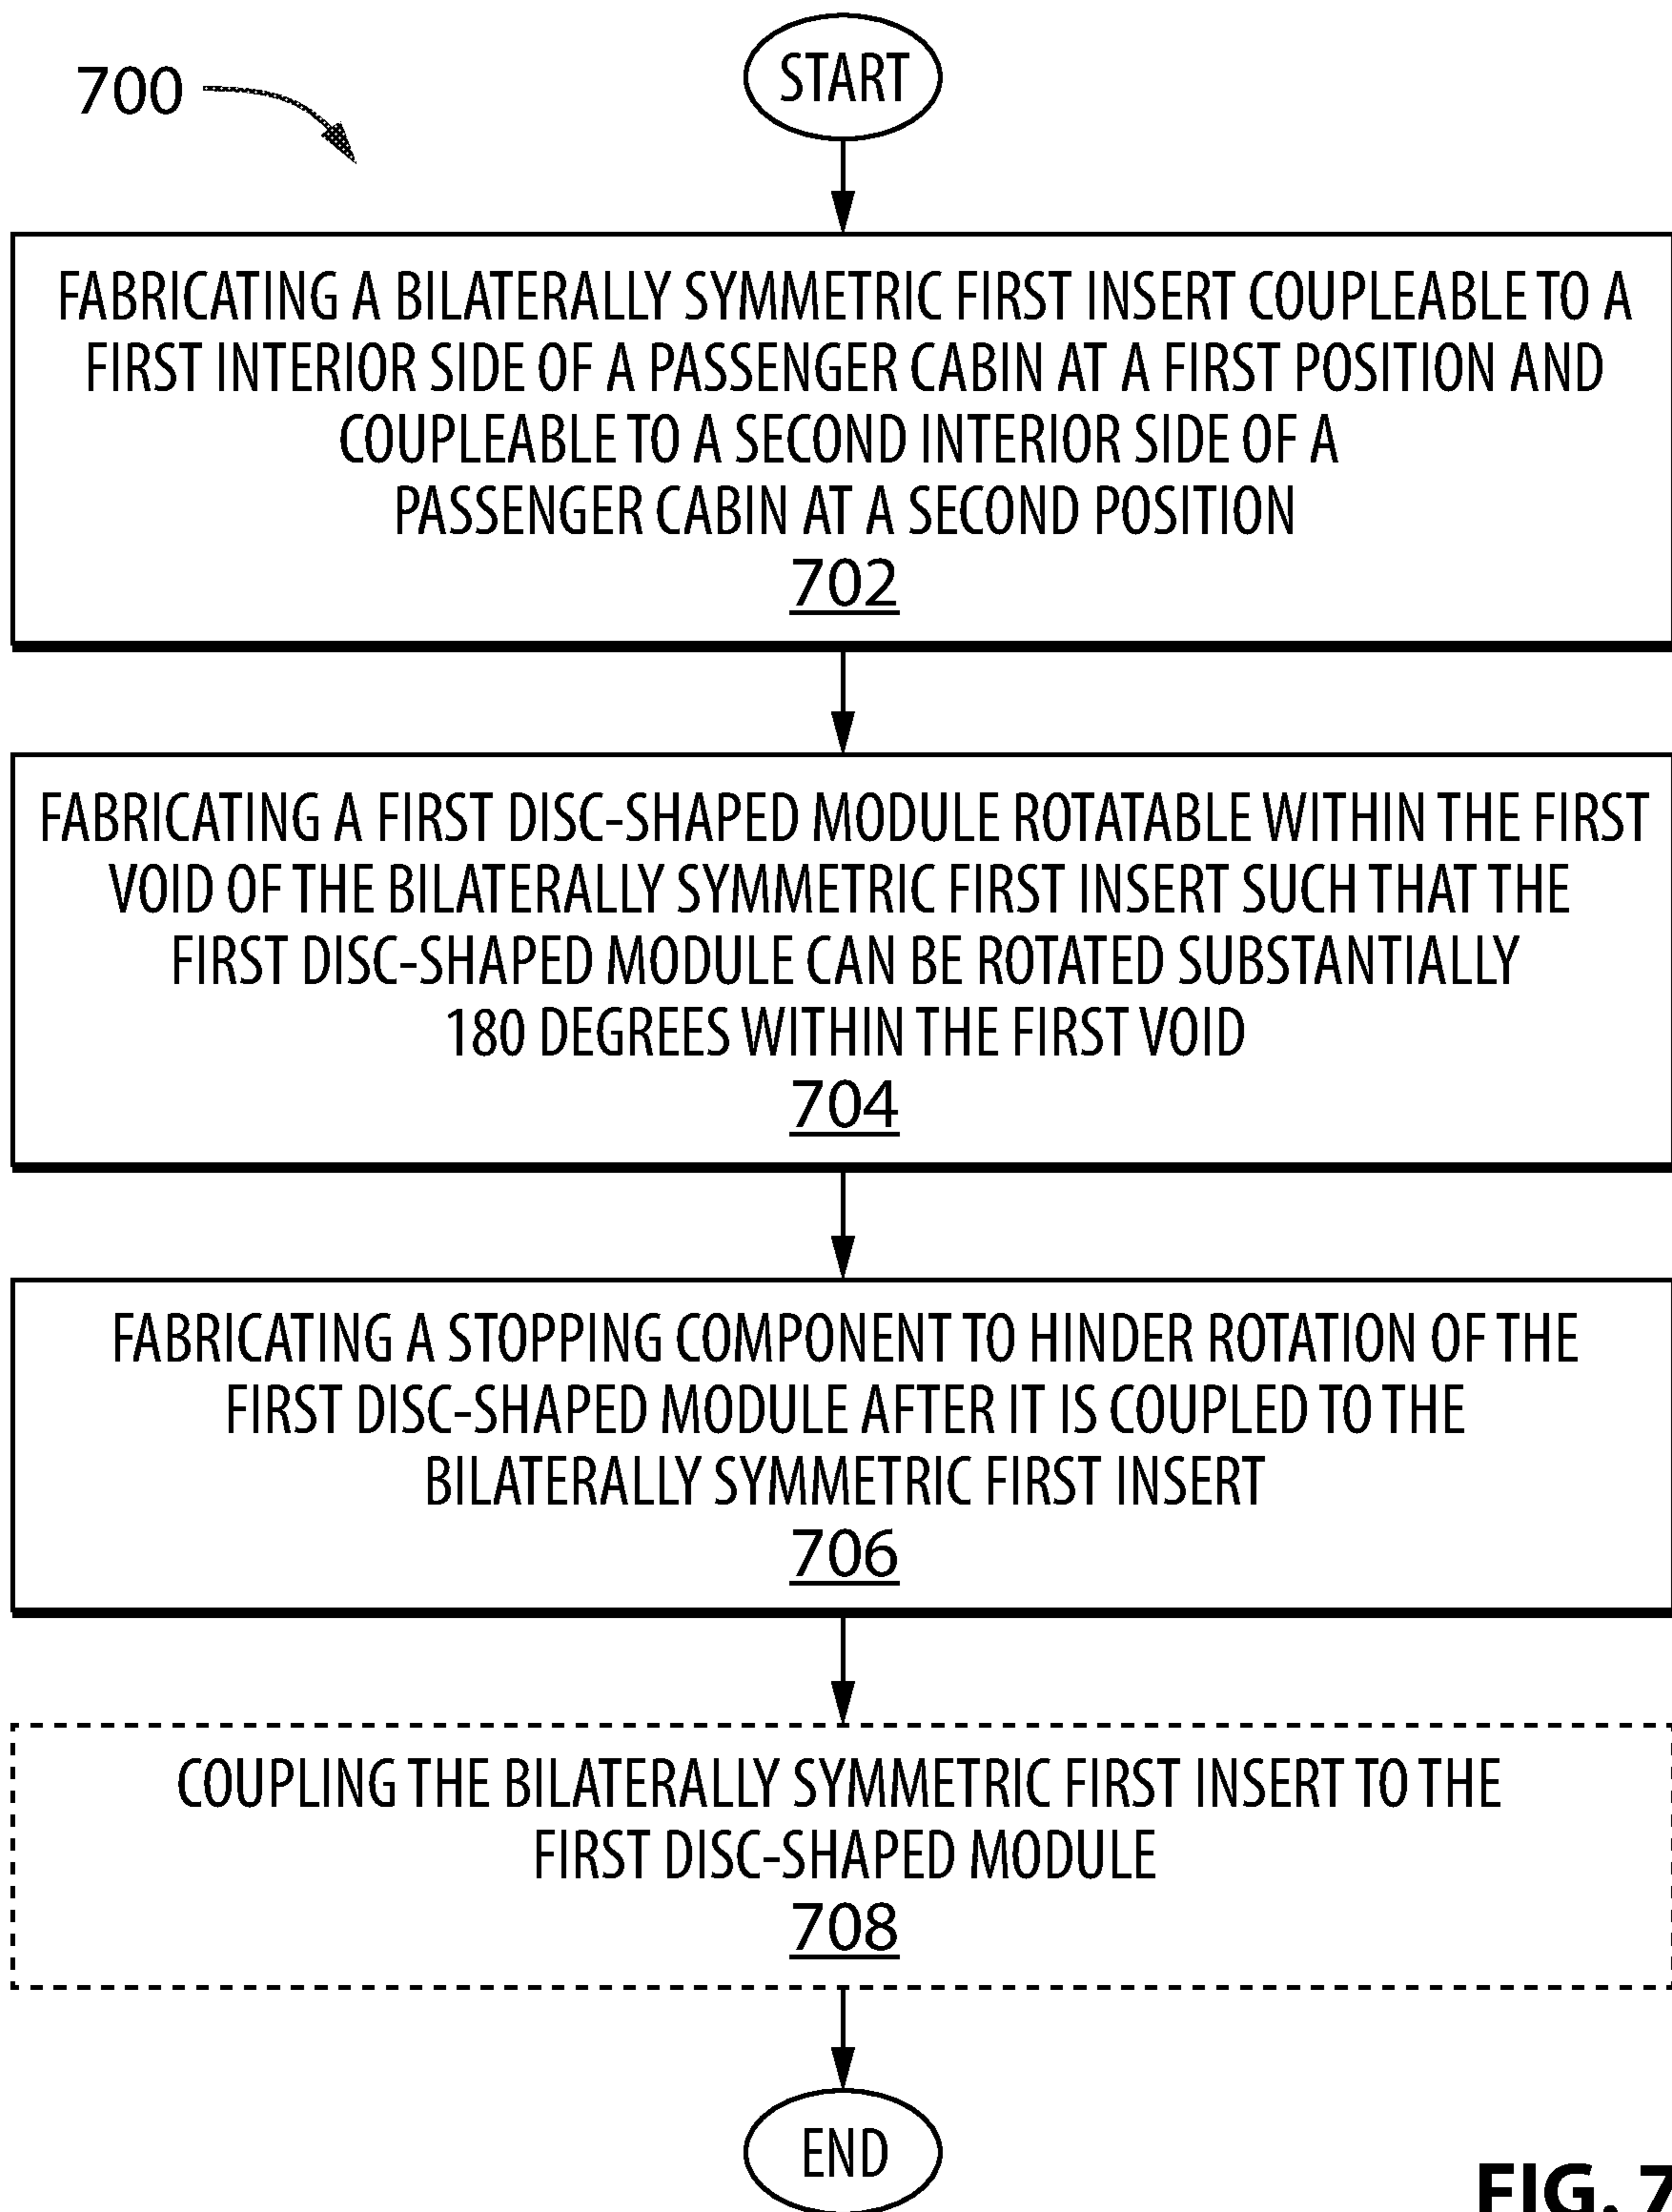 700
START
FABRICATING A BILATERALLY SYMMETRIC FIRST INSERT COUPLEABLE TO A
FIRST INTERIOR SIDE OF A PASSENGER CABIN AT A FIRST POSITION AND
COUPLEABLE TO A SECOND INTERIOR SIDE OF A
PASSENGER CABIN AT A SECOND POSITION
702
FABRICATING A FIRST DISC-SHAPED MODULE ROTATABLE WITHIN THE FIRST
VOID OF THE BILATERALLY SYMMETRIC FIRST INSERT SUCH THAT THE
FIRST DISC-SHAPED MODULE CAN BE ROTATED SUBSTANTIALLY
180 DEGREES WITHIN THE FIRST VOID
704
FABRICATING A STOPPING COMPONENT TO HINDER ROTATION OF THE
FIRST DISC-SHAPED MODULE AFTER IT IS COUPLED TO THE
BILATERALLY SYMMETRIC FIRST INSERT
706
COUPLING THE BILATERALLY SYMMETRIC FIRST INSERT TO THE
FIRST DISC-SHAPED MODULE
708
END
FIG. 7